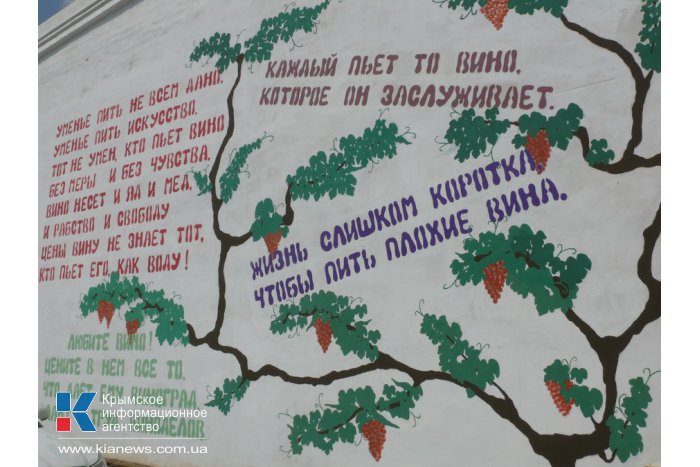 УМЕНЬЕ ПИТЬ НЕ ВСЕМ ДАНО,
УМЕНЬЕ ПИТЬ ИСКУССТВО.
ТОТ НЕ УМЕН, КТО ПЬЕТ ВИНО
БЕЗ МЕРЫ И БЕЗ ЧУВСТВА.
ВИНО НЕСЕТ И ЯД И МЕД,
И РАБСТВО И СВОБОДУ
ЦЕНЫ ВИНУ НЕ ЗНАЕТ ТОТ,
КТО ПЬЕТ ЕГО, КАК ВОДУ!
КАЖДЫЙ ПЬЕТ ТО ВИНО,
КОТОРОЕ ОН ЗАСЛУЖИВАЕТ.
ЖИЗНЬ СЛИШКОМ КОРОТКА,
ЧТОБЫ ПИТЬ ПЛОХИЕ ВИНА.
ЛЮБИТЕ ВИНО!
ЦЕНИТЕ В НЕМ ВСЕ ТО,
ЧТО ДАЕТ ЕМУ ВИНОГРАД
К
Крымское
информационное
агентство
www.kianews.com.ua